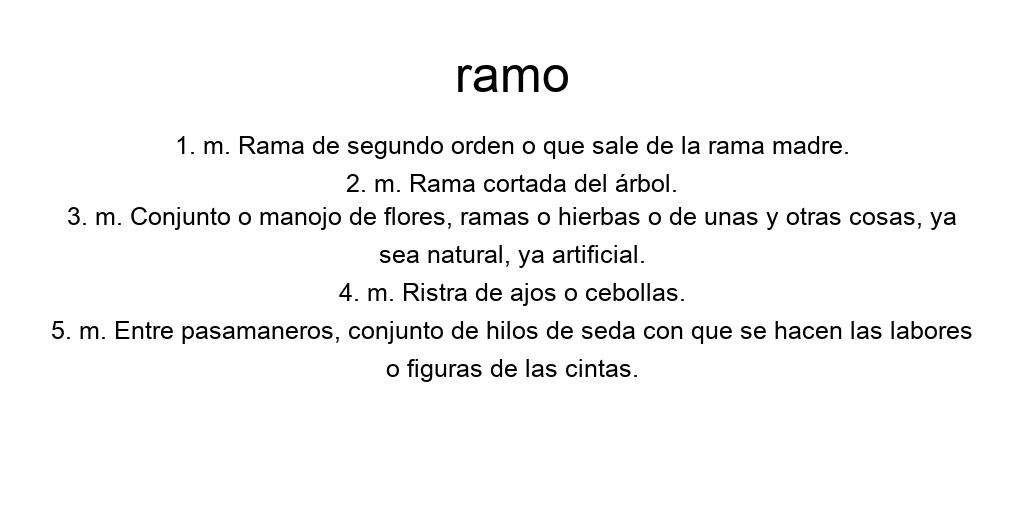 ramo
1. m. Rama de segundo orden o que sale de la rama madre.
2. m. Rama cortada del árbol.
3. m. Conjunto o manojo de flores, ramas o hierbas o de unas y otras cosas, ya
sea natural, ya artificial.
4. m. Ristra de ajos o cebollas.
5. m. Entre pasamaneros, conjunto de hilos de seda con que se hacen las labores
o figuras de las cintas.